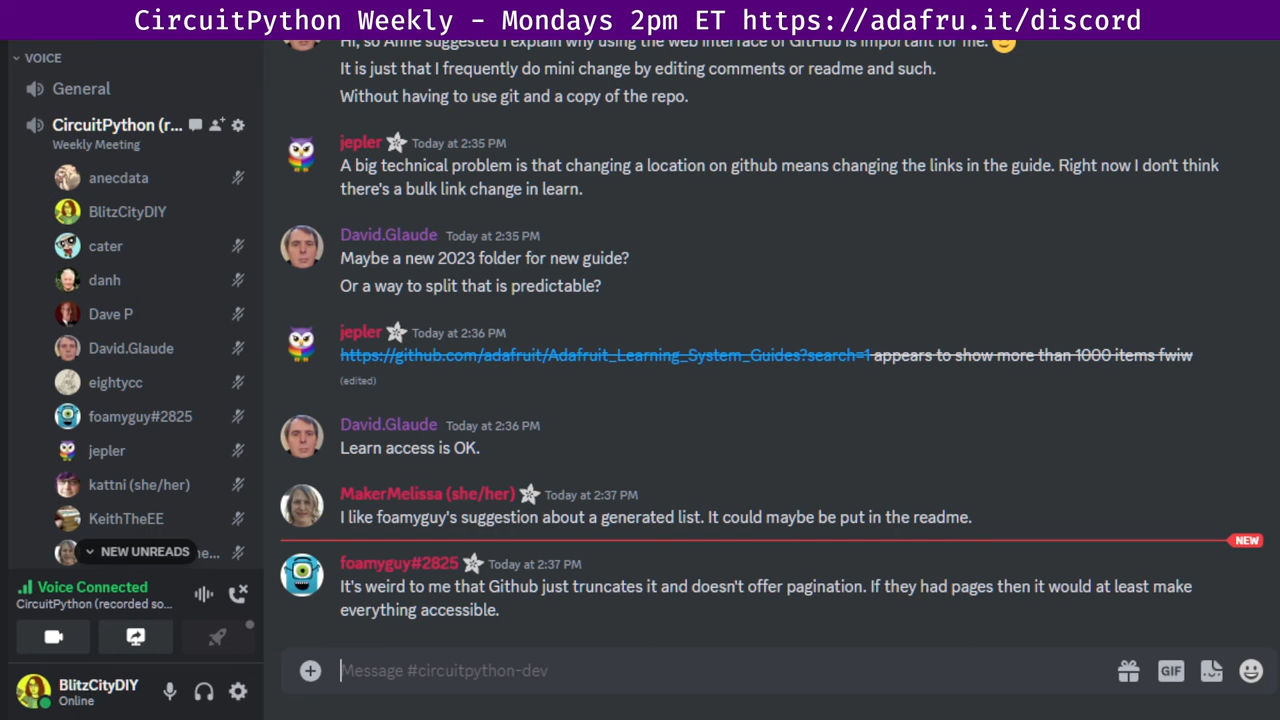 CircuitPython Weekly - Mondays 2pm ET https://adafru.it/discord
VOICE
General
CircuitPython (r...
Weekly Meeting
anecdata
BlitzCityDIY
cater
danh
Dave P
David.Glaude
eightycc
foamyguy#2825
jepler
kattni (she/her)
KeithTheEE
NEW UNREADS
Voice Connected
CircuitPython (recorded so...
BlitzCityDIY
Online
Hi, so Anne suggested I explain why using the web interface of GitHub is important for me.
It is just that I frequently do mini change by editing comments or readme and such.
Without having to use git and a copy of the repo.
jepler Today at 2:35 PM
A big technical problem is that changing a location on github means changing the links in the guide. Right now I don't think
there's a bulk link change in learn.
David.Glaude Today at 2:35 PM
Maybe a new 2023 folder for new guide?
Or a way to split that is predictable?
jepler Today at 2:36 PM
https://github.com/adafruit/Adafruit_Learning_System_Guides?search=1 appears to show more than 1000 items fwiw
(edited)
David.Glaude Today at 2:36 PM
Learn access is OK.
MakerMelissa (she/her) Today at 2:37 PM
I like foamyguy's suggestion about a generated list. It could maybe be put in the readme.
NEW
foamyguy#2825 Today at 2:37 PM
It's weird to me that Github just truncates it and doesn't offer pagination. If they had pages then it would at least make
everything accessible.
Message #circuitpython-dev
GIF